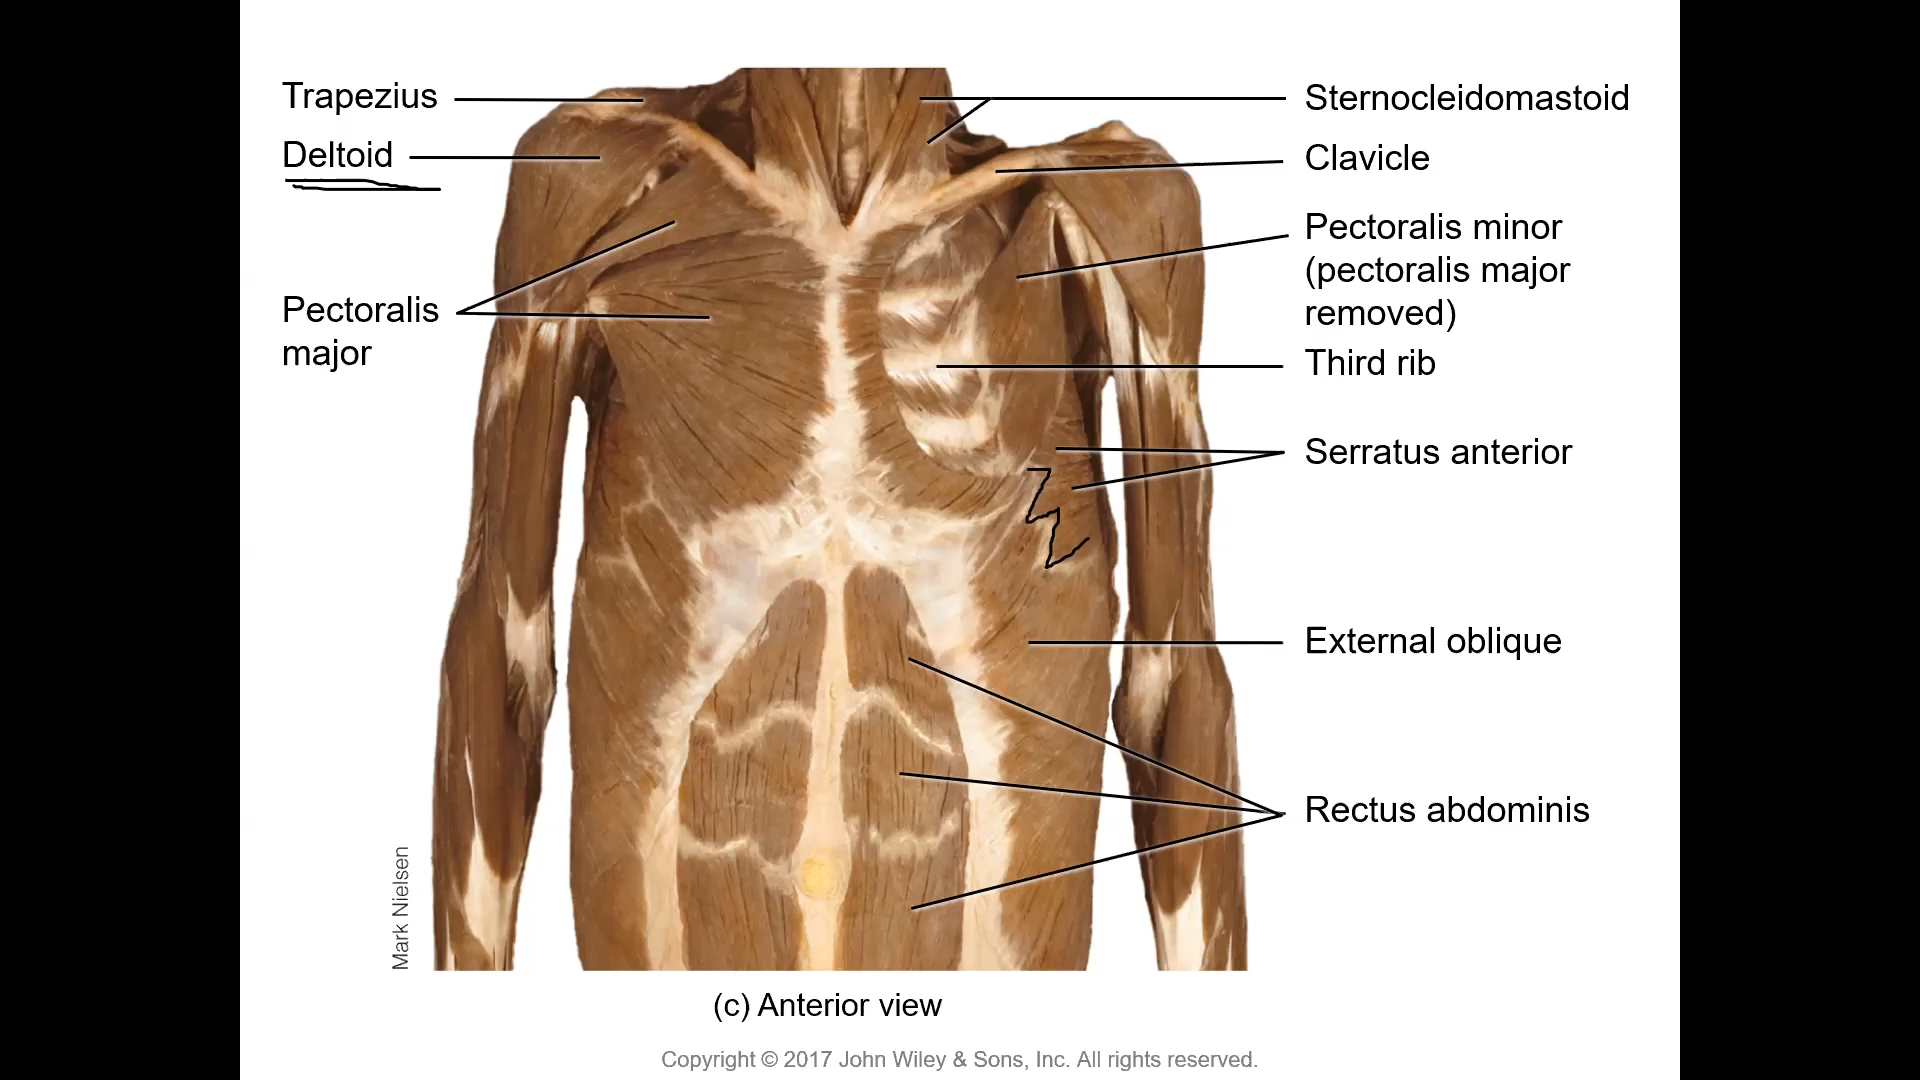 Trapezius
Deltoid
Pectoralis
major
Sternocleidomastoid
Clavicle
Pectoralis minor
(pectoralis major
removed)
Third rib
Serratus anterior
External oblique
Rectus abdominis
Mark Nielsen
(c) Anterior view
Copyright © 2017 John Wiley & Sons, Inc. All rights reserved.